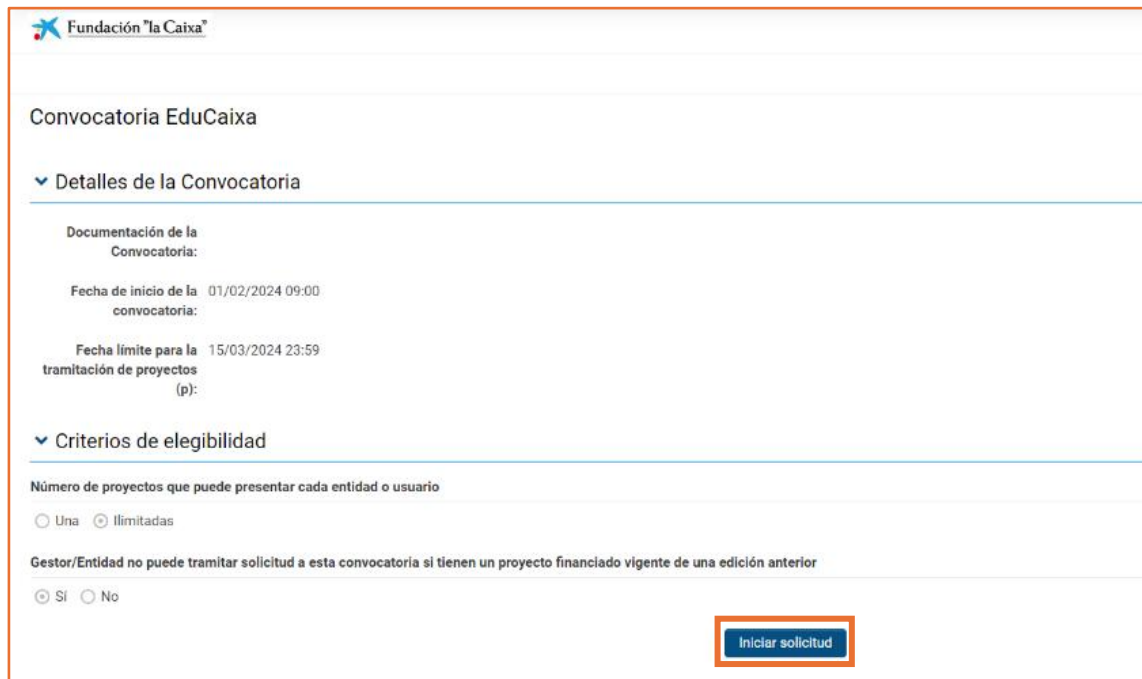 Fundación "la Caixa"
Convocatoria EduCaixa
Detalles de la Convocatoria
Documentación de la
Convocatoria:
Fecha de inicio de la 01/02/2024 09:00
convocatoria:
Fecha límite para la 15/03/2024 23:59
tramitación de proyectos
(p):
Criterios de elegibilidad
Número de proyectos que puede presentar cada entidad o usuario
Una Ilimitadas
Gestor/Entidad no puede tramitar solicitud a esta convocatoria si tienen un proyecto financiado vigente de una edición anterior
Sí No
Iniciar solicitud